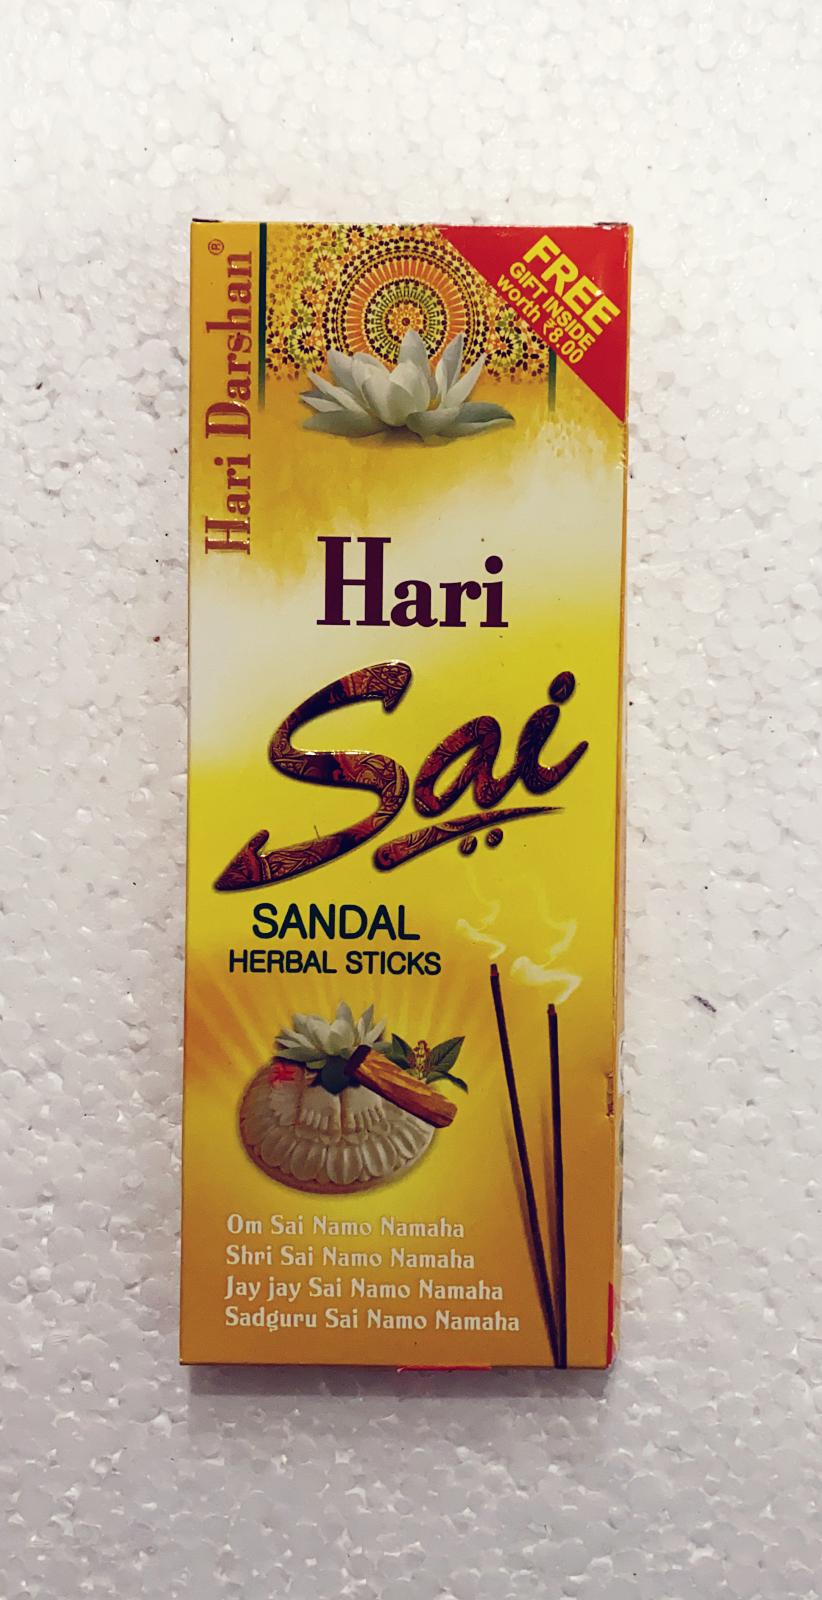 Hari Darshan®
FREE
GIFT INSIDE
worth ₹8.00
Hari
Sai
SANDAL
HERBAL STICKS
Om Sai Namo Namaha
Shri Sai Namo Namaha
Jay jay Sai Namo Namaha
Sadguru Sai Namo Namaha